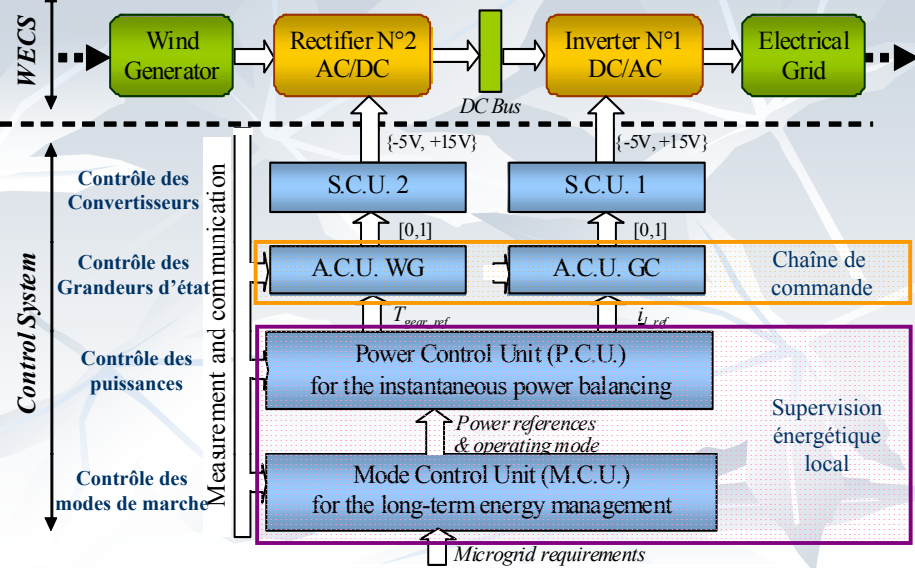 WECS
Wind
Generator
Rectifier N°2
AC/DC
DC Bus
Inverter N°1
DC/AC
Electrical
Grid
Control System
Measurement and communication
{-5V, +15V}
{-5V, +15V}
Contrôle des
Convertisseurs
S.C.U. 2
S.C.U. 1
[0,1]
[0,1]
Contrôle des
Grandeurs d'état
A.C.U. WG
A.C.U. GC
Chaîne de
commande
T_gear_ref
i_l_ref
Contrôle des
puissances
Power Control Unit (P.C.U.)
for the instantaneous power balancing
Supervision
énergétique
local
Power references
& operating mode
Contrôle des
modes de marche
Mode Control Unit (M.C.U.)
for the long-term energy management
Microgrid requirements